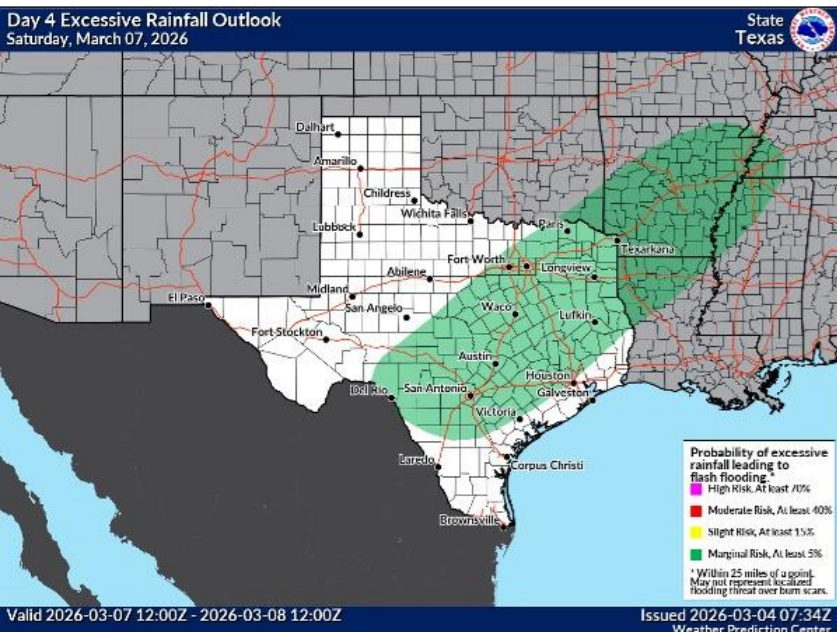 Day 4 Excessive Rainfall Outlook
Saturday, March 07, 2026
State
Texas
Dalhart
Amarillo
Childress
Wichita Falls
Lubbock
Paris
Texarkana
Fort Worth
Longview
Abilene
Midland
El Paso
San Angelo
Waco
Lufkin
Fort Stockton
Austin
Houston
Del Rio
San Antonio
Galveston
Victoria
Laredo
Corpus Christi
Brownsville
Probability of excessive
rainfall leading to
flash flooding.*
High Risk, At least 70%
Moderate Risk, At least 40%
Slight Risk, At least 15%
Marginal Risk, At least 5%
* Within 25 miles of a point.
May not represent localized
flooding threat over burn scars.
Valid 2026-03-07 12:00Z - 2026-03-08 12:00Z
Issued 2026-03-04 07:34Z
Weather Prediction Center